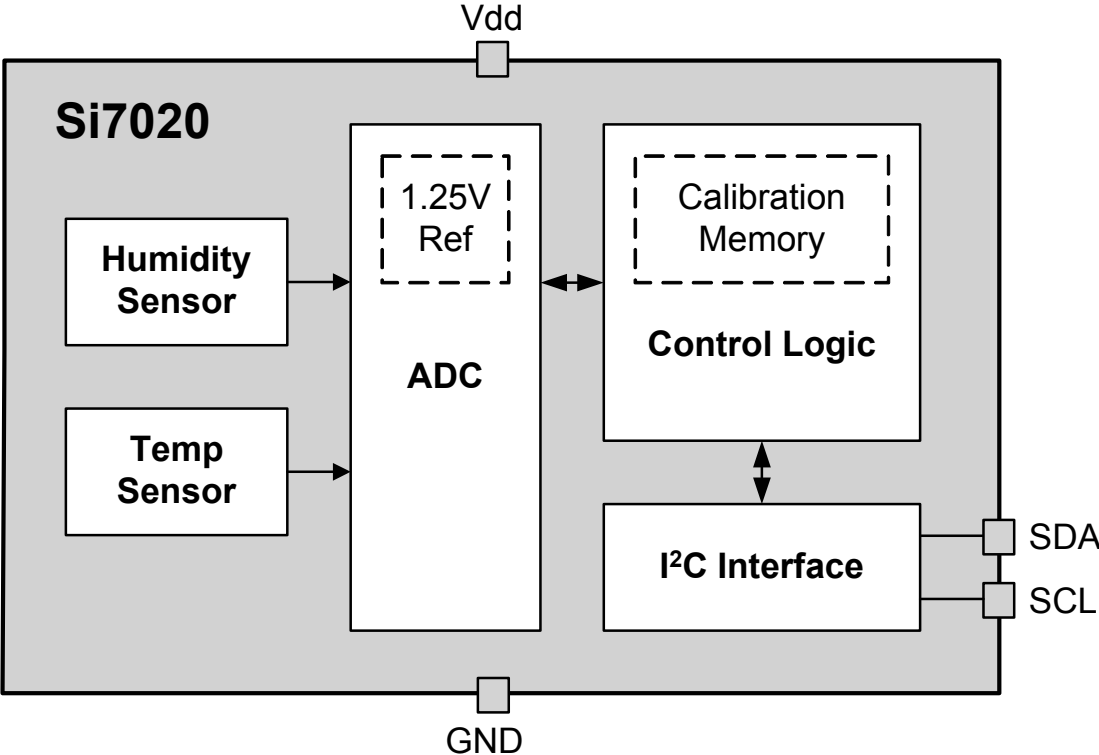 Vdd
Si7020
1.25V
Ref
ADC
Humidity
Sensor
Temp
Sensor
Calibration
Memory
Control Logic
I²C Interface
SDA
SCL
GND